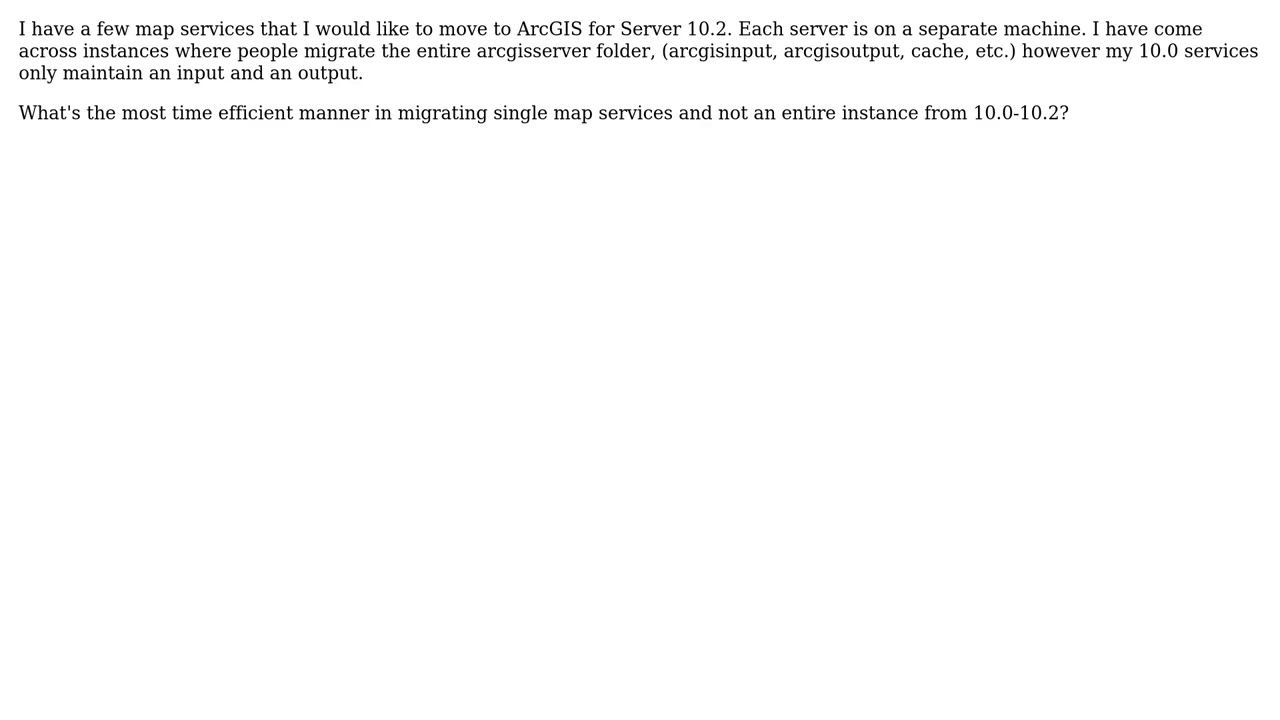 I have a few map services that I would like to move to ArcGIS for Server 10.2. Each server is on a separate machine. I have come
across instances where people migrate the entire arcgisserver folder, (arcgisinput, arcgisoutput, cache, etc.) however my 10.0 services
only maintain an input and an output.
What's the most time efficient manner in migrating single map services and not an entire instance from 10.0-10.2?